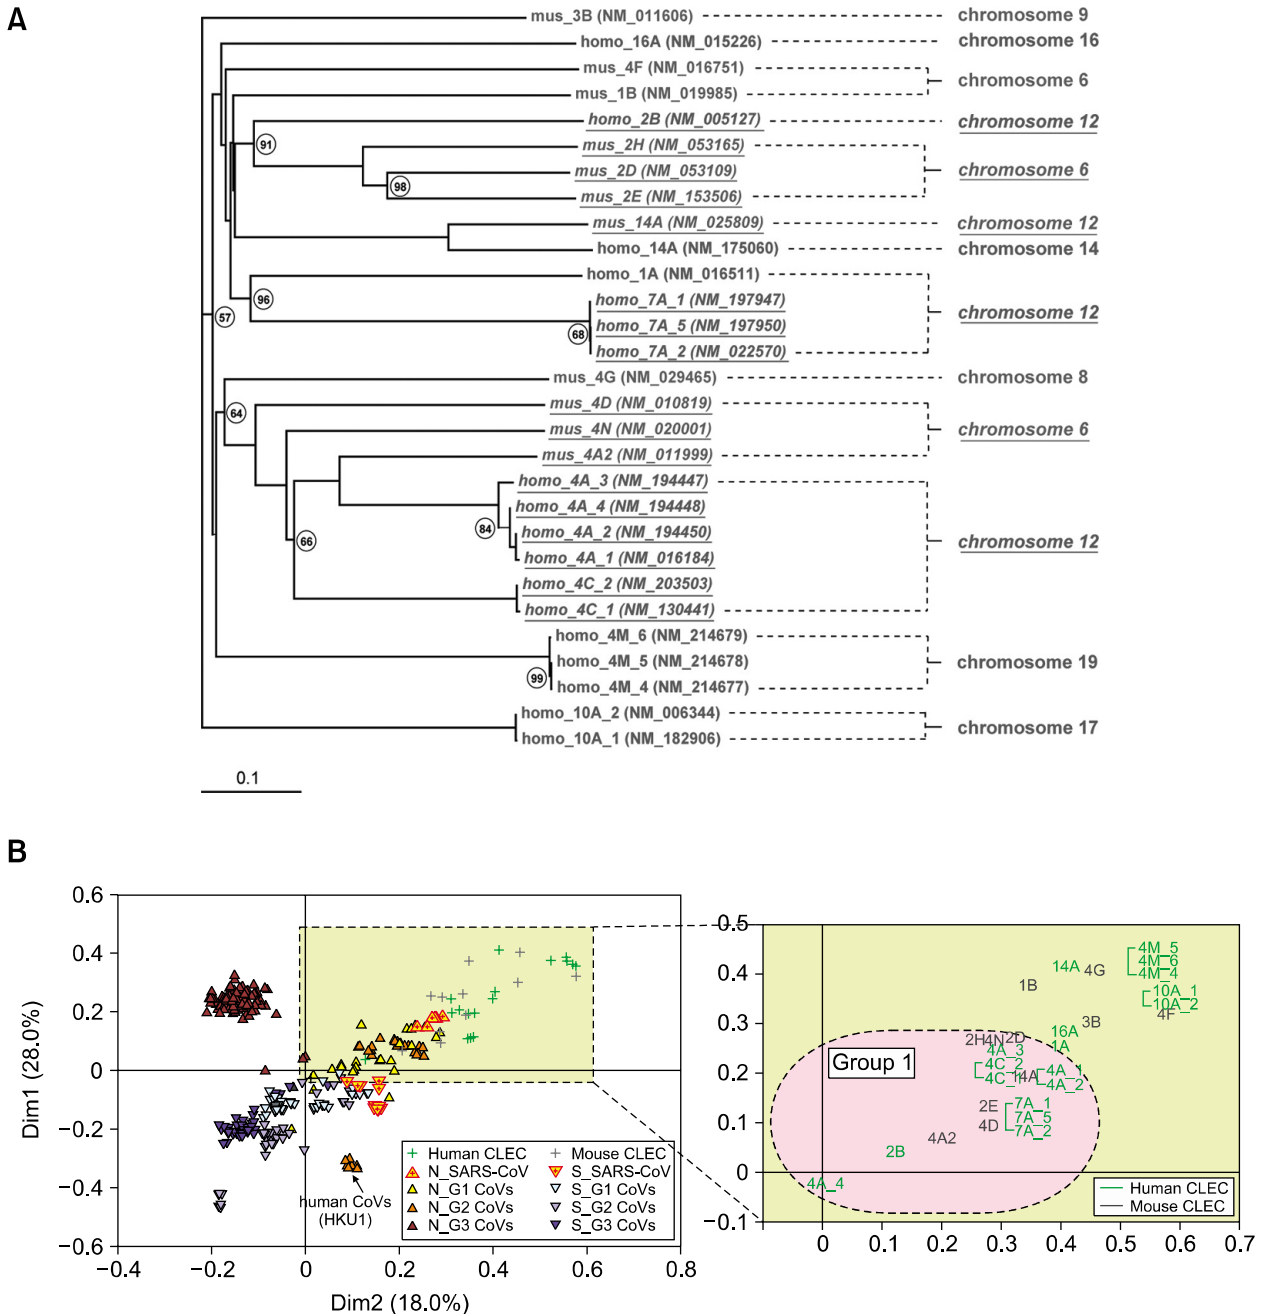 A
mus_3B (NM_011606) chromosome 9
homo_16A (NM_015226) chromosome 16
mus_4F (NM_016751)
chromosome 6
mus_1B (NM_019985)
homo_2B (NM_005127) chromosome 12
91
mus_2H (NM_053165)
mus_2D (NM_053109) chromosome 6
98
mus_2E (NM_153506)
mus_14A (NM_025809) chromosome 12
homo_14A (NM_175060) chromosome 14
homo_1A (NM_016511)
96
homo_7A_1 (NM_197947)
chromosome 12
57
homo_7A_5 (NM_197950)
68
homo_7A_2 (NM_022570)
mus_4G (NM_029465) chromosome 8
mus_4D (NM_010819)
64
mus_4N (NM_020001) chromosome 6
mus_4A2 (NM_011999)
homo_4A_3 (NM_194447)
homo_4A_4 (NM_194448)
84
homo_4A_2 (NM_194450)
66
chromosome 12
homo_4A_1 (NM_016184)
homo_4C_2 (NM_203503)
homo_4C_1 (NM_130441)
homo_4M_6 (NM_214679)
homo_4M_5 (NM_214678) chromosome 19
99
homo_4M_4 (NM_214677)
homo_10A_2 (NM_006344)
chromosome 17
homo_10A_1 (NM_182906)
0.1
B
0.6
0.4
0.2
0
−0.2
−0.4
−0.6
Dim1 (28.0%)
−0.4 −0.2 0 0.2 0.4 0.6 0.8
Dim2 (18.0%)
human CoVs
(HKU1)
Human CLEC Mouse CLEC
N_SARS-CoV S_SARS-CoV
N_G1 CoVs S_G1 CoVs
N_G2 CoVs S_G2 CoVs
N_G3 CoVs S_G3 CoVs
0.5
0.4
0.3
0.2
0.1
0
−0.1
0 0.1 0.2 0.3 0.4 0.5 0.6 0.7
4M_5
4M_6
4M_4
14A
4G
1B
10A_1
10A_2
4F
3B
16A
1A
2H
4N
2D
4A_3
Group 1
4C_2
4C_1
14A
4A_1
4A_2
2E
7A_1
7A_5
7A_2
4D
4A2
2B
4A_4
Human CLEC
Mouse CLEC